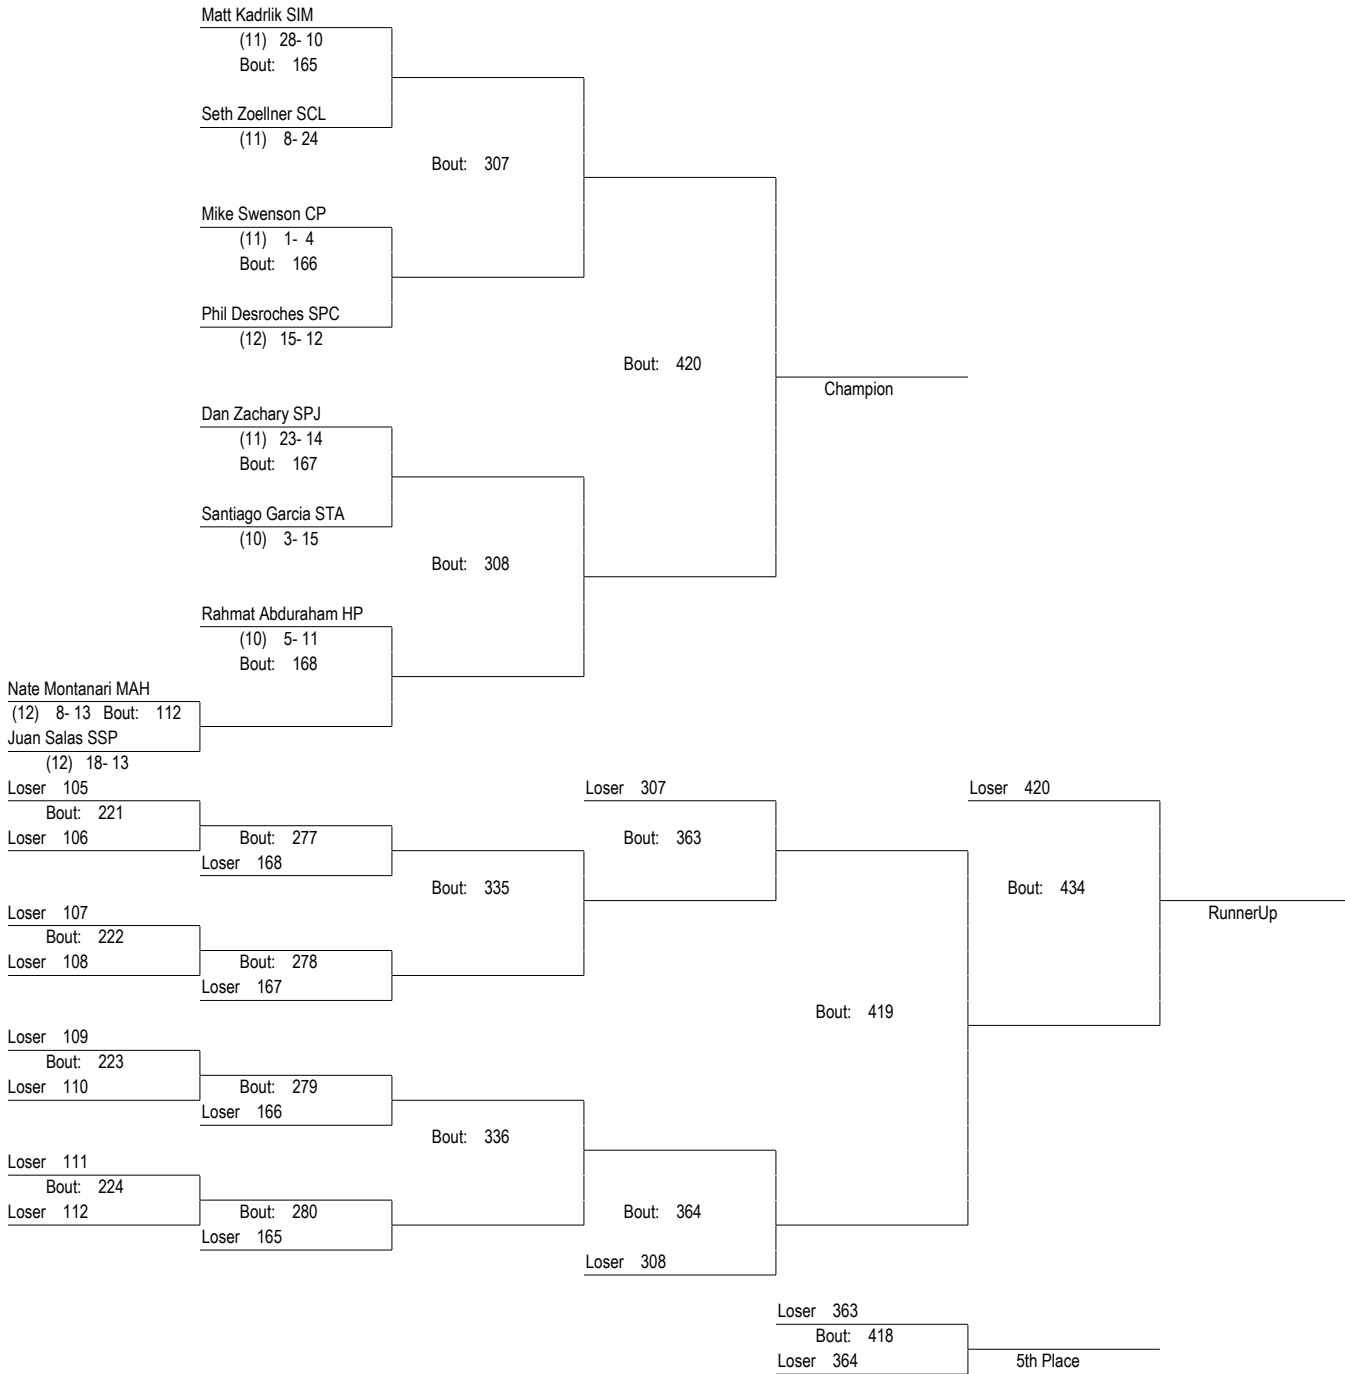 Matt Kadrlik SIM
(11) 28- 10
Bout: 165
Seth Zoellner SCL
(11) 8- 24
Bout: 307
Mike Swenson CP
(11) 1- 4
Bout: 166
Phil Desroches SPC
(12) 15- 12
Bout: 420
Champion
Dan Zachary SPJ
(11) 23- 14
Bout: 167
Santiago Garcia STA
(10) 3- 15
Bout: 308
Rahmat Abduraham HP
(10) 5- 11
Bout: 168
Nate Montanari MAH
(12) 8- 13 Bout: 112
Juan Salas SSP
(12) 18- 13
Loser 105
Bout: 221
Loser 106
Bout: 277
Loser 168
Bout: 335
Loser 307
Bout: 363
Loser 420
Bout: 434
RunnerUp
Loser 107
Bout: 222
Loser 108
Bout: 278
Loser 167
Bout: 419
Loser 109
Bout: 223
Loser 110
Bout: 279
Loser 166
Bout: 336
Loser 111
Bout: 224
Loser 112
Bout: 280
Loser 165
Bout: 364
Loser 308
Loser 363
Bout: 418
Loser 364
5th Place